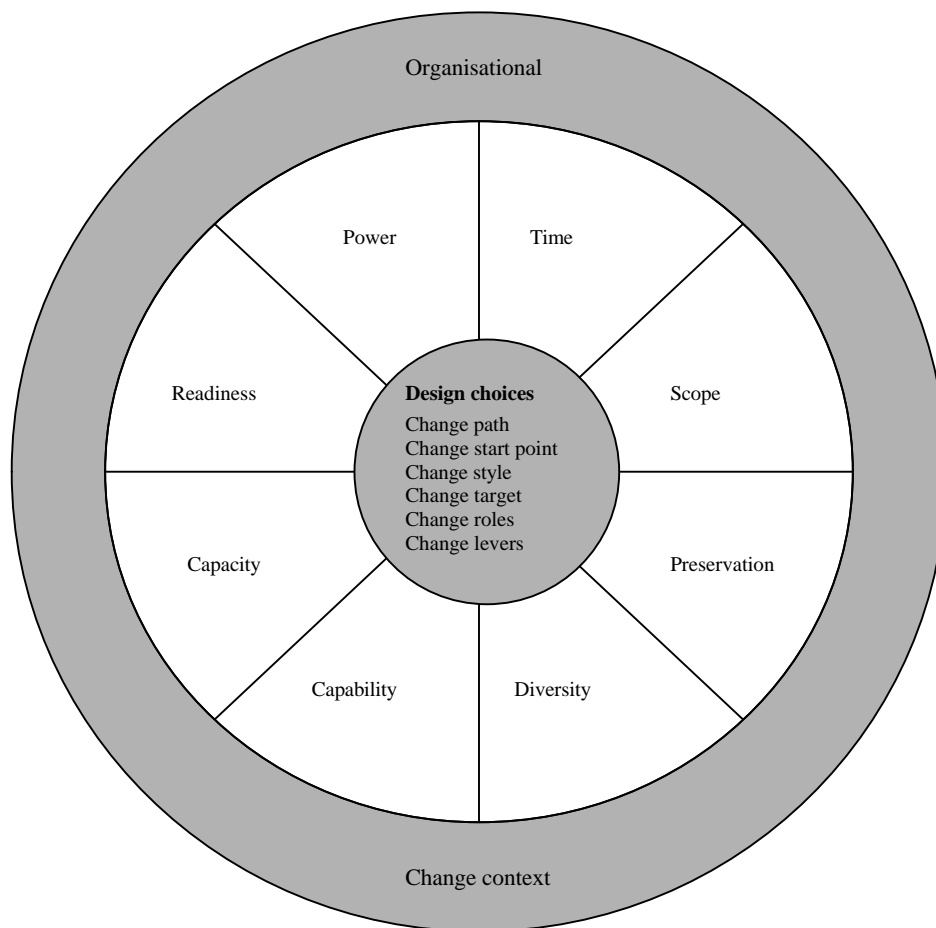 Organisational
Power
Time
Readiness
Scope
Design choices
Change path
Change start point
Change style
Change target
Change roles
Change levers
Capacity
Preservation
Capability
Diversity
Change context